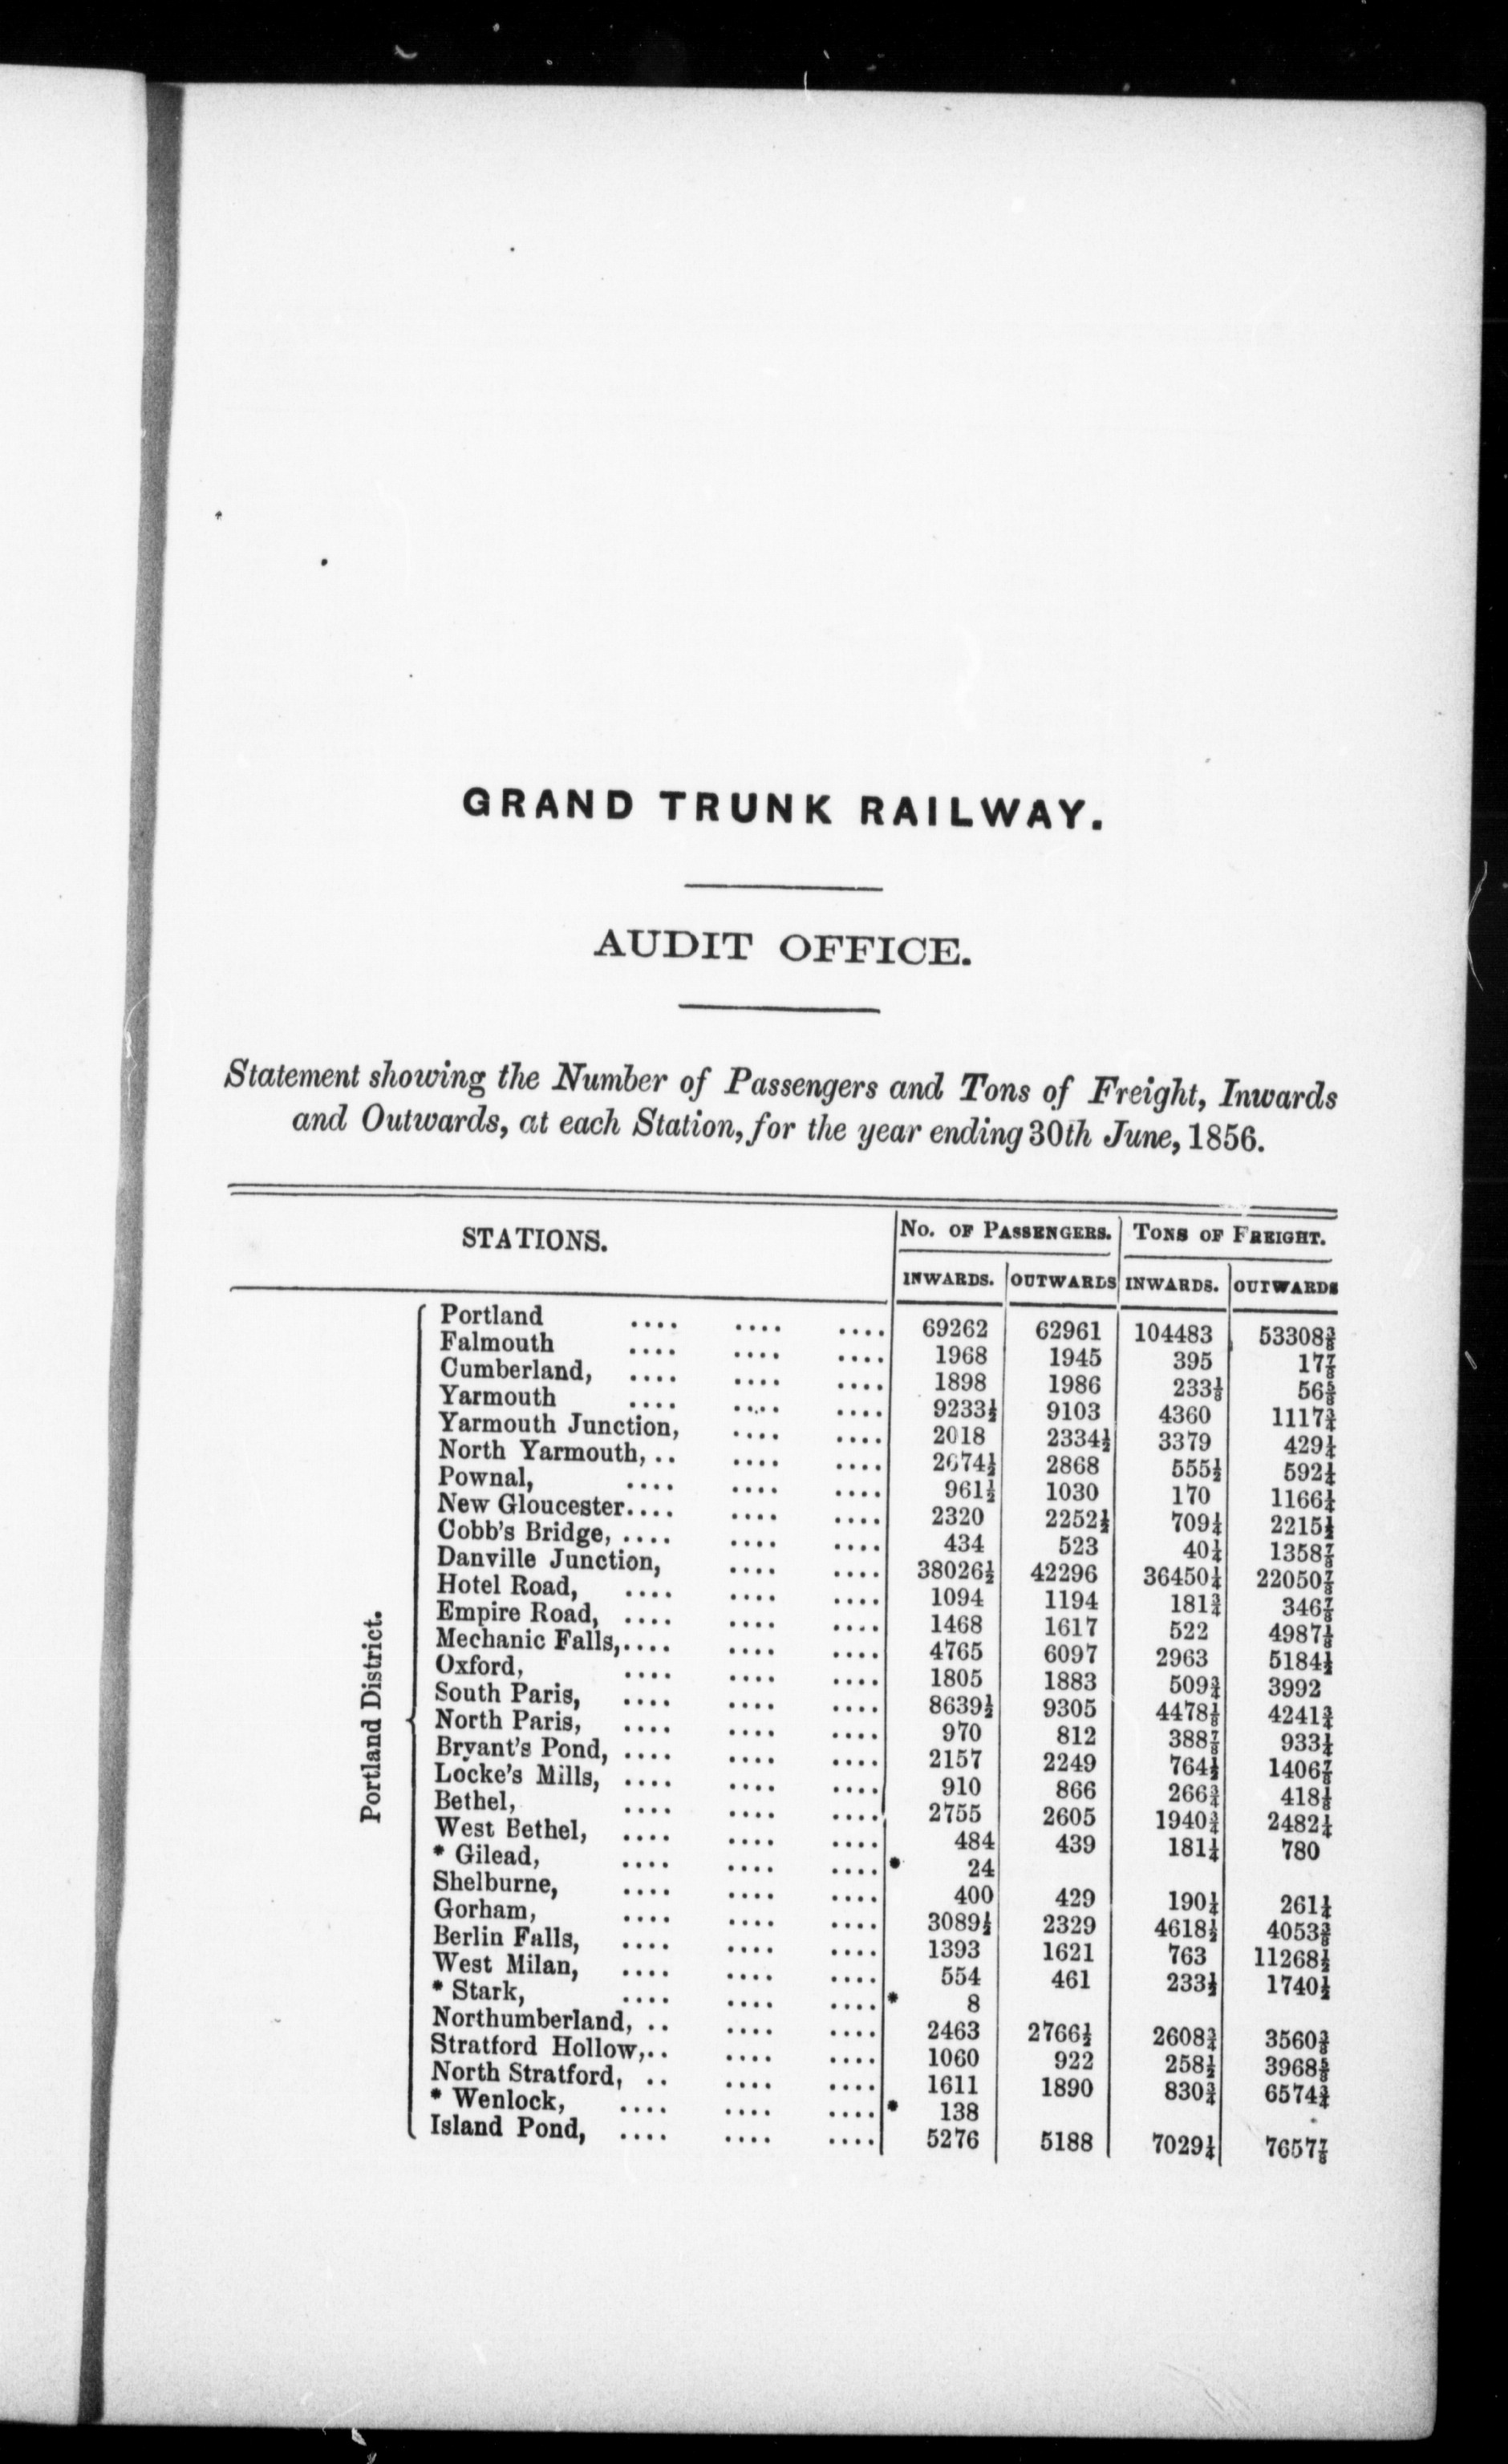 GRAND TRUNK RAILWAY.
AUDIT OFFICE.
Statement showing the Number of Passengers and Tons of Freight, Inwards
and Outwards, at each Station, for the year ending 30th June, 1856.
STATIONS. No. OF PASSENGERS. TONS OF FREIGHT.
INWARDS. OUTWARDS INWARDS. OUTWARDS
Portland District.
Portland .... .... .... 69262 62961 104483 53308⅜
Falmouth .... .... .... 1968 1945 395 17⅞
Cumberland, .... .... .... 1898 1986 233⅛ 56⅝
Yarmouth .... .... .... 9233½ 9103 4360 1117¾
Yarmouth Junction, .... .... 2018 2334½ 3379 429¼
North Yarmouth, .. .... .... 2674½ 2868 555½ 592¼
Pownal, .... .... .... 961½ 1030 170 1166¼
New Gloucester.... .... .... 2320 2252½ 709¼ 2215½
Cobb's Bridge, .... .... .... 434 523 40¼ 1358⅞
Danville Junction, .... .... 38026½ 42296 36450¼ 22050⅞
Hotel Road, .... .... .... 1094 1194 181¾ 346⅞
Empire Road, .... .... .... 1468 1617 522 4987⅛
Mechanic Falls,.... .... .... 4765 6097 2963 5184½
Oxford, .... .... .... 1805 1883 509¾ 3992
South Paris, .... .... .... 8639½ 9305 4478⅛ 4241¾
North Paris, .... .... .... 970 812 388⅞ 933¼
Bryant's Pond, .... .... .... 2157 2249 764½ 1406⅞
Locke's Mills, .... .... .... 910 866 266¾ 418⅛
Bethel, .... .... .... 2755 2605 1940¾ 2482¼
West Bethel, .... .... .... 484 439 181¼ 780
* Gilead, .... .... .... * 24
Shelburne, .... .... .... 400 429 190¼ 261¼
Gorham, .... .... .... 3089½ 2329 4618½ 4053⅜
Berlin Falls, .... .... .... 1393 1621 763 11268½
West Milan, .... .... .... 554 461 233½ 1740½
* Stark, .... .... .... * 8
Northumberland, .. .... .... 2463 2766½ 2608¾ 3560⅜
Stratford Hollow,.. .... .... 1060 922 258½ 3968⅝
North Stratford, .. .... .... 1611 1890 830¾ 6574¾
* Wenlock, .... .... .... * 138
Island Pond, .... .... .... 5276 5188 7029¼ 7657⅞